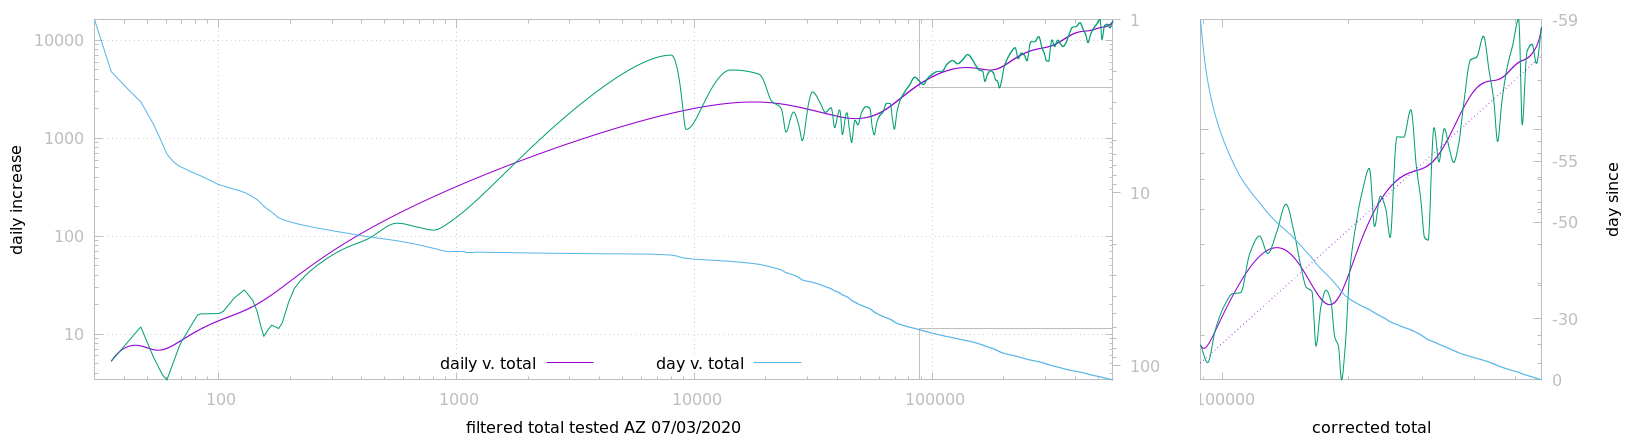 10000
1000
100
10
daily increase
100
1000
10000
100000
filtered total tested AZ 07/03/2020
daily v. total
day v. total
1
10
100
100000
corrected total
-59
-55
-50
-30
0
day since